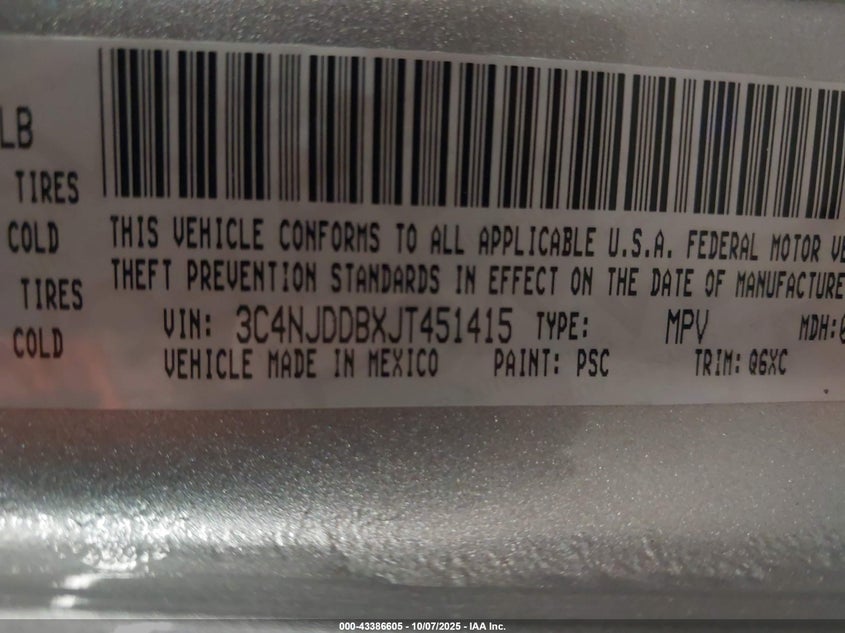 LB
TIRES
COLD
TIRES
COLD
THIS VEHICLE CONFORMS TO ALL APPLICABLE U.S.A. FEDERAL MOTOR VE
THEFT PREVENTION STANDARDS IN EFFECT ON THE DATE OF MANUFACTURE
VIN: 3C4NJDDBXJT451415 TYPE: MPV MDH:0
VEHICLE MADE IN MEXICO PAINT: PSC TRIM: Q6XC
000-43386605 - 10/07/2025 - IAA Inc.